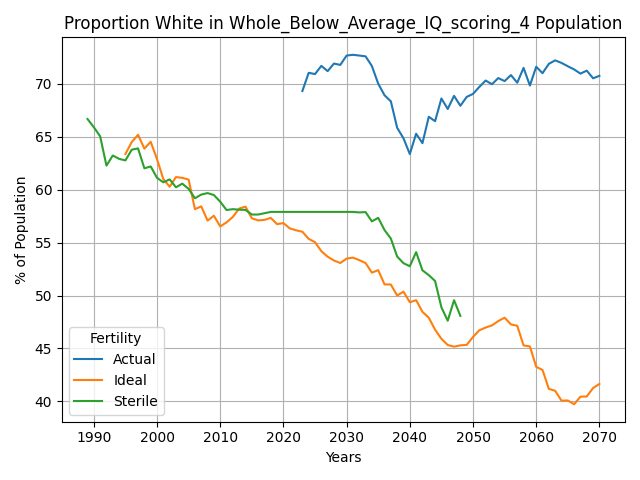 Proportion White in Whole_Below_Average_IQ_scoring_4 Population
% of Population
70
65
60
55
50
45
40
Fertility
Actual
Ideal
Sterile
1990 2000 2010 2020 2030 2040 2050 2060 2070
Years